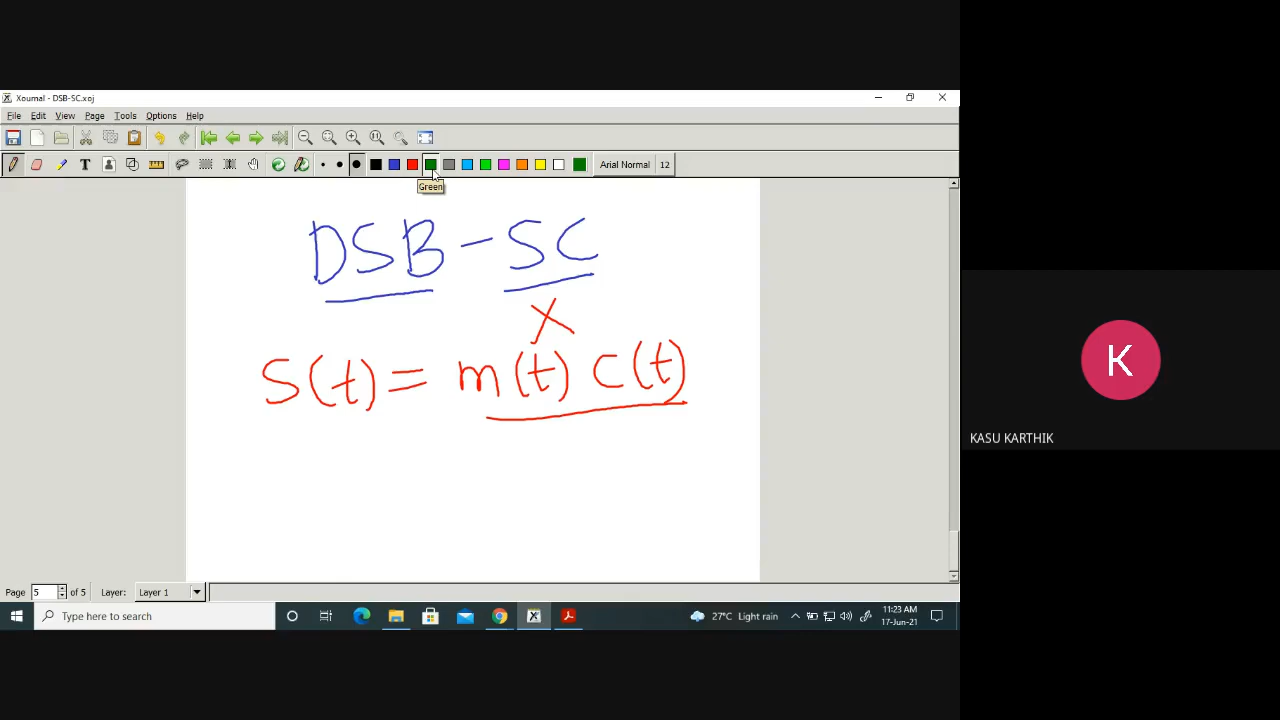 Xournal - DSB-SC.xoj
File Edit View Page Tools Options Help
Arial Normal 12
Green
DSB-SC
X
S(t) = m(t) C(t)
K
KASU KARTHIK
Page 5 of 5 Layer: Layer 1
Type here to search
27°C Light rain
11:23 AM
17-Jun-21